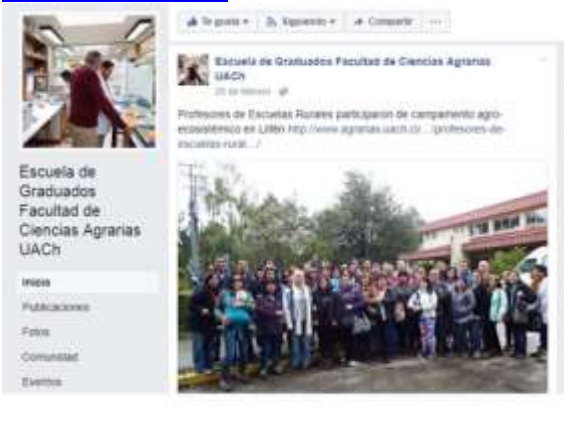 Te gusta
Siguiendo
Compartir
···
Escuela de Graduados Facultad de Ciencias Agrarias
UACh
de febrero
Profesores de Escuelas Rurales participaron de campamento agro-
ecosistémico en Llifén http://www.agrarias.uach.cl/.../profesores-de-
escuelas-rural.../
Escuela de
Graduados
Facultad de
Ciencias Agrarias
UACh
Inicio
Publicaciones
Fotos
Comunidad
Eventos